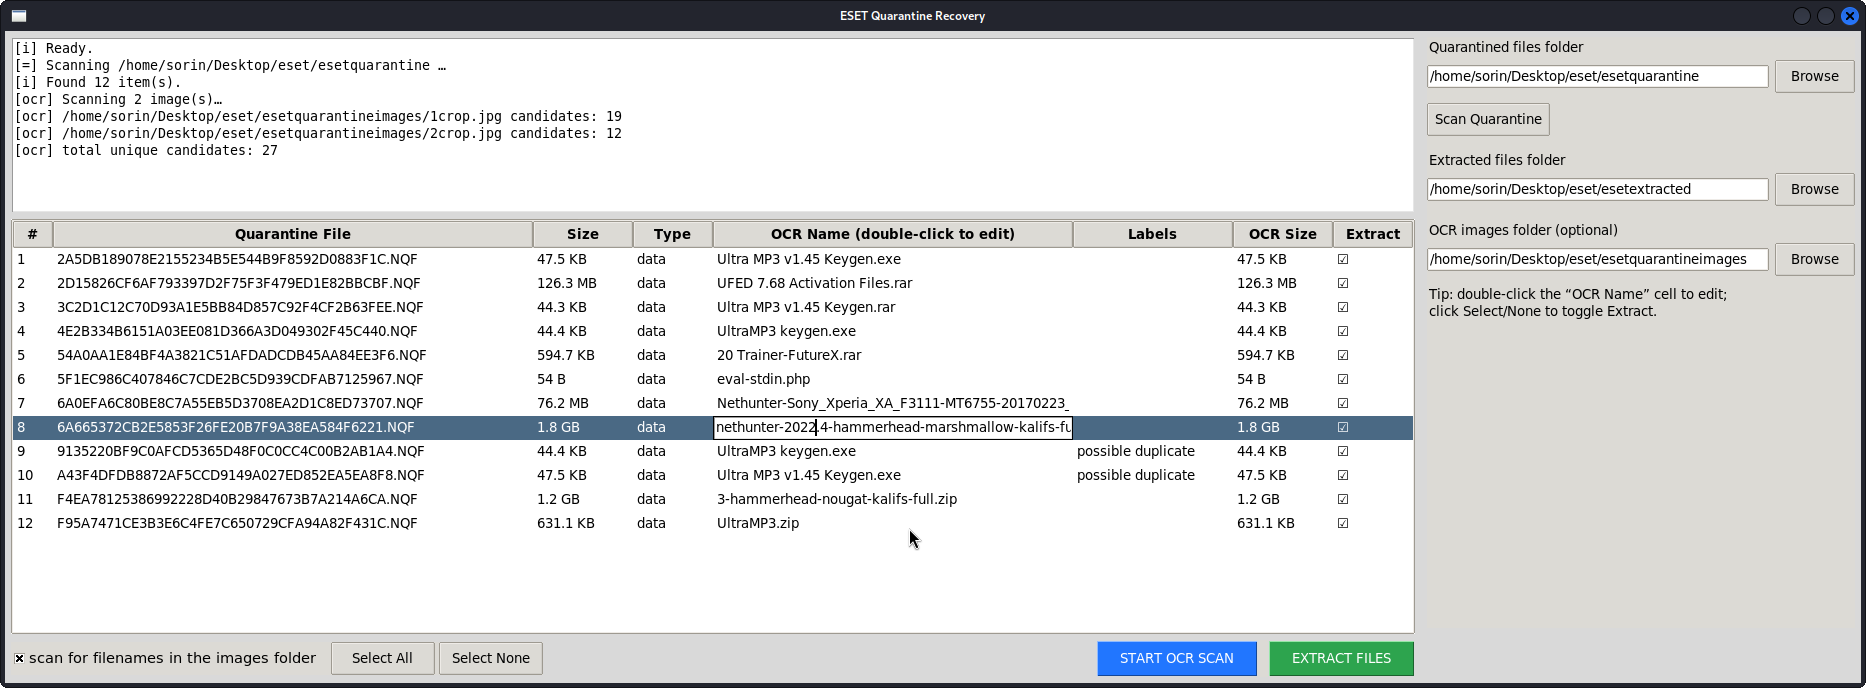 ESET Quarantine Recovery
[i] Ready.
[=] Scanning /home/sorin/Desktop/eset/esetquarantine …
[i] Found 12 item(s).
[ocr] Scanning 2 image(s)…
[ocr] /home/sorin/Desktop/eset/esetquarantineimages/1crop.jpg candidates: 19
[ocr] /home/sorin/Desktop/eset/esetquarantineimages/2crop.jpg candidates: 12
[ocr] total unique candidates: 27
# Quarantine File Size Type OCR Name (double-click to edit) Labels OCR Size Extract
1 2A5DB189078E2155234B5E544B9F8592D0883F1C.NQF 47.5 KB data Ultra MP3 v1.45 Keygen.exe 47.5 KB ☑
2 2D15826CF6AF793397D2F75F3F479ED1E82BBCBF.NQF 126.3 MB data UFED 7.68 Activation Files.rar 126.3 MB ☑
3 3C2D1C12C70D93A1E5BB84D857C92F4CF2B63FEE.NQF 44.3 KB data Ultra MP3 v1.45 Keygen.rar 44.3 KB ☑
4 4E2B334B6151A03EE081D366A3D049302F45C440.NQF 44.4 KB data UltraMP3 keygen.exe 44.4 KB ☑
5 54A0AA1E84BF4A3821C51AFDADCDB45AA84EE3F6.NQF 594.7 KB data 20 Trainer-FutureX.rar 594.7 KB ☑
6 5F1EC986C407846C7CDE2BC5D939CDFAB7125967.NQF 54 B data eval-stdin.php 54 B ☑
7 6A0EFA6C80BE8C7A55EB5D3708EA2D1C8ED73707.NQF 76.2 MB data Nethunter-Sony_Xperia_XA_F3111-MT6755-20170223_ 76.2 MB ☑
8 6A665372CB2E5853F26FE20B7F9A38EA584F6221.NQF 1.8 GB data nethunter-2022.4-hammerhead-marshmallow-kalifs-fu 1.8 GB ☑
9 9135220BF9C0AFCD5365D48F0C0CC4C00B2AB1A4.NQF 44.4 KB data UltraMP3 keygen.exe possible duplicate 44.4 KB ☑
10 A43F4DFDB8872AF5CCD9149A027ED852EA5EA8F8.NQF 47.5 KB data Ultra MP3 v1.45 Keygen.exe possible duplicate 47.5 KB ☑
11 F4EA78125386992228D40B29847673B7A214A6CA.NQF 1.2 GB data 3-hammerhead-nougat-kalifs-full.zip 1.2 GB ☑
12 F95A7471CE3B3E6C4FE7C650729CFA94A82F431C.NQF 631.1 KB data UltraMP3.zip 631.1 KB ☑
scan for filenames in the images folder Select All Select None START OCR SCAN EXTRACT FILES
Quarantined files folder
/home/sorin/Desktop/eset/esetquarantine Browse
Scan Quarantine
Extracted files folder
/home/sorin/Desktop/eset/esetextracted Browse
OCR images folder (optional)
/home/sorin/Desktop/eset/esetquarantineimages Browse
Tip: double-click the “OCR Name” cell to edit;
click Select/None to toggle Extract.